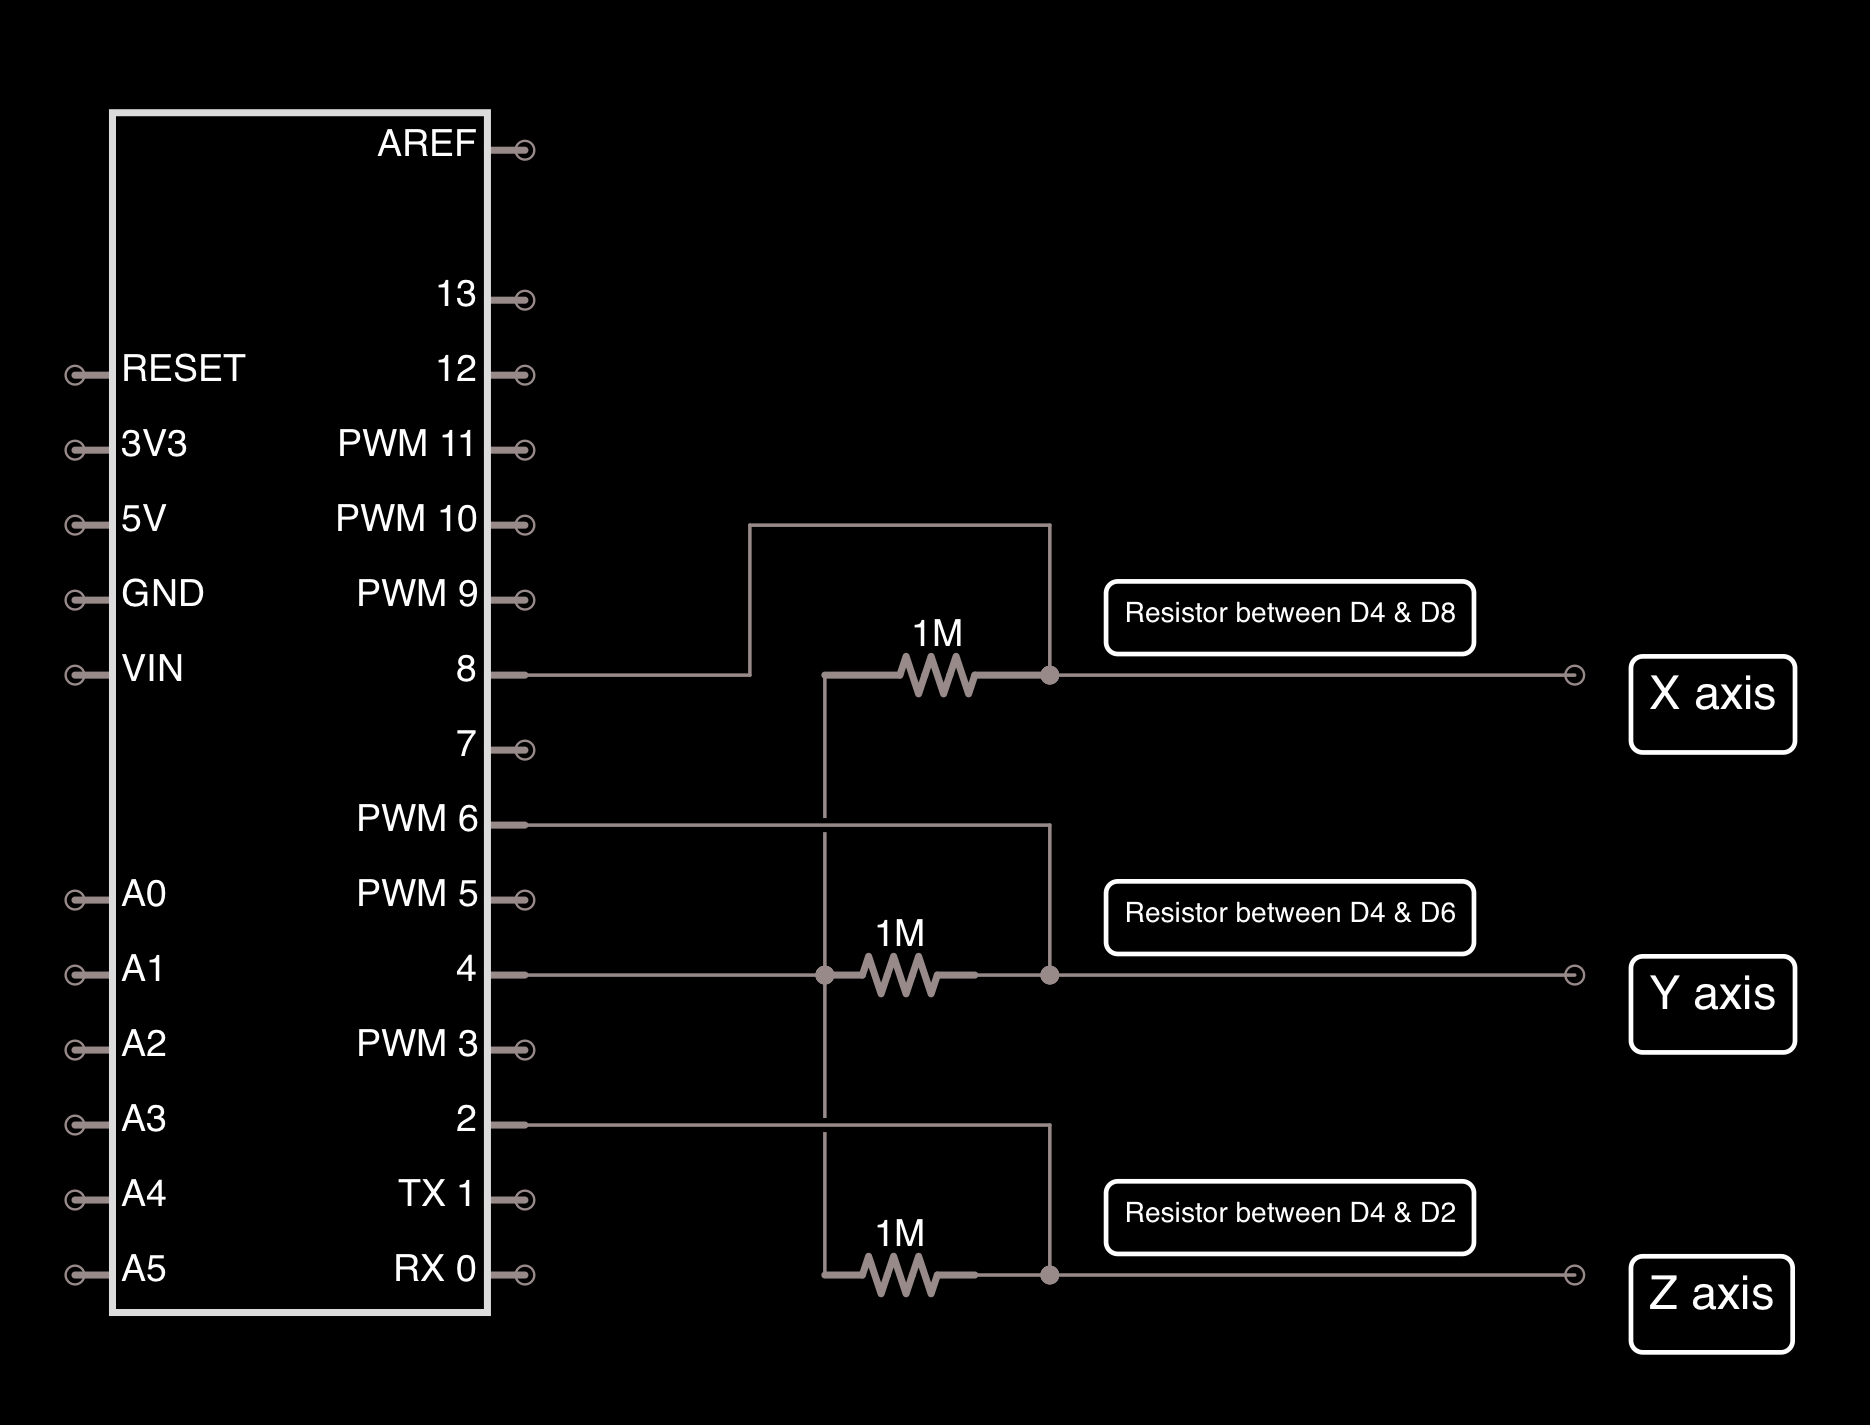 AREF
13
RESET
12
3V3
PWM 11
5V
PWM 10
GND
PWM 9
VIN
8
7
PWM 6
A0
PWM 5
A1
4
A2
PWM 3
A3
2
A4
TX 1
A5
RX 0
1M
Resistor between D4 & D8
X axis
1M
Resistor between D4 & D6
Y axis
1M
Resistor between D4 & D2
Z axis